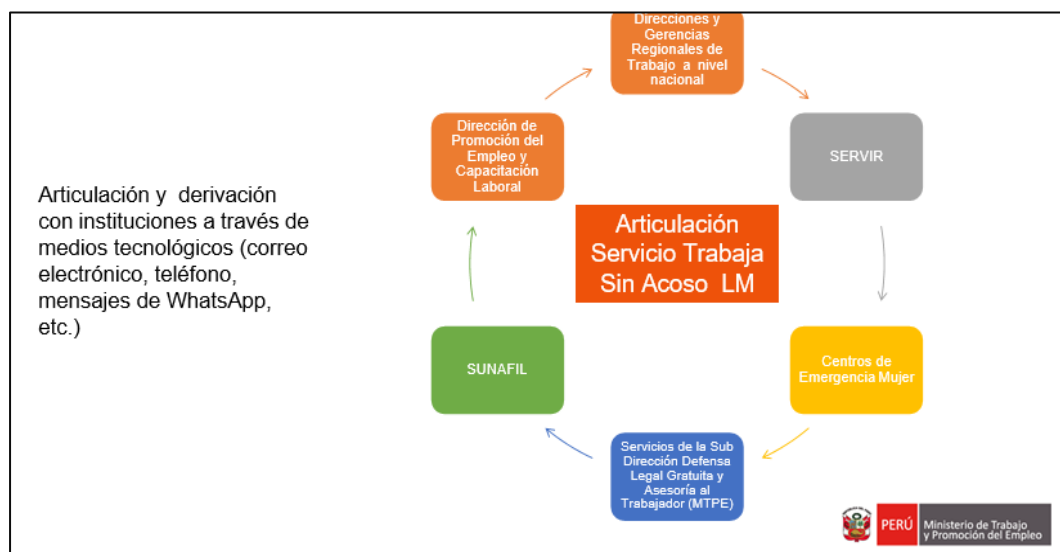 Direcciones y
Gerencias
Regionales de
Trabajo a nivel
nacional
Dirección de
Promoción del
Empleo y
Capacitación
Laboral
SERVIR
Articulación y derivación
con instituciones a través de
medios tecnológicos (correo
electrónico, teléfono,
mensajes de WhatsApp,
etc.)
Articulación
Servicio Trabaja
Sin Acoso LM
SUNAFIL
Centros de
Emergencia Mujer
Servicios de la Sub
Dirección Defensa
Legal Gratuita y
Asesoría al
Trabajador (MTPE)
PERÚ
Ministerio de Trabajo
y Promoción del Empleo